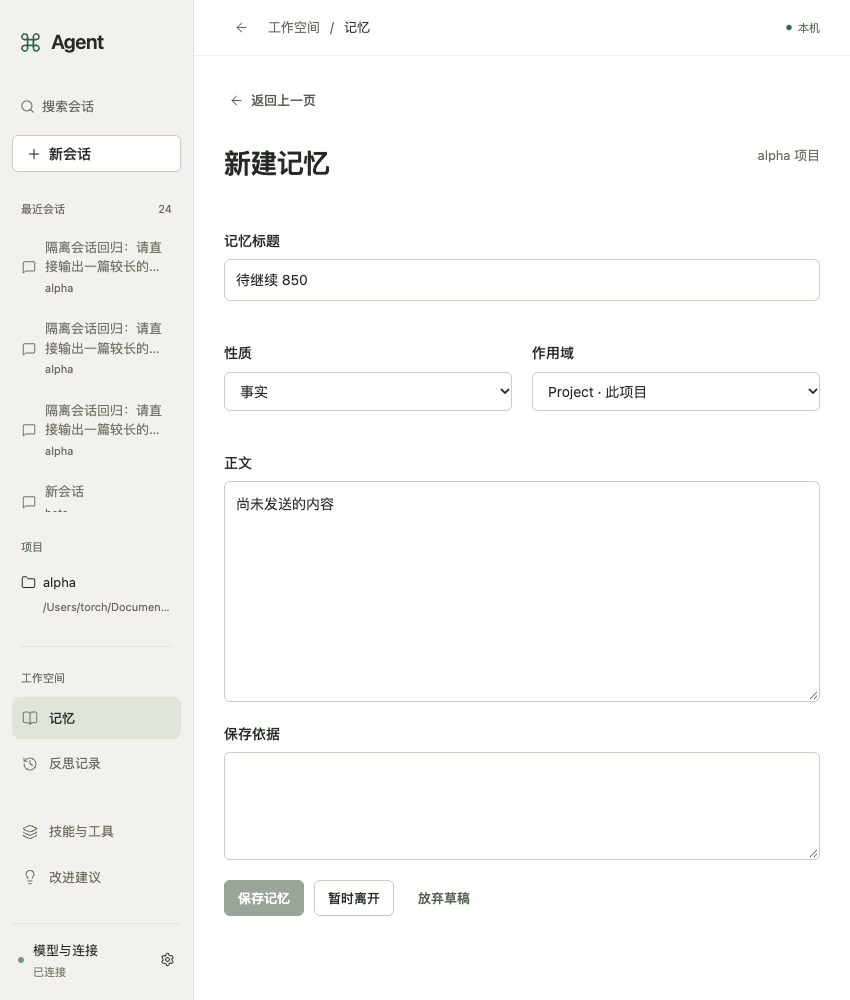 Agent
搜索会话
新会话
最近会话 24
隔离会话回归：请直
接输出一篇较长的...
alpha
隔离会话回归：请直
接输出一篇较长的...
alpha
隔离会话回归：请直
接输出一篇较长的...
alpha
新会话
项目
alpha
/Users/torch/Documen...
工作空间
记忆
反思记录
技能与工具
改进建议
模型与连接
已连接
工作空间 / 记忆
本机
返回上一页
新建记忆
alpha 项目
记忆标题
待继续 850
性质
作用域
事实
Project · 此项目
正文
尚未发送的内容
保存依据
保存记忆
暂时离开
放弃草稿